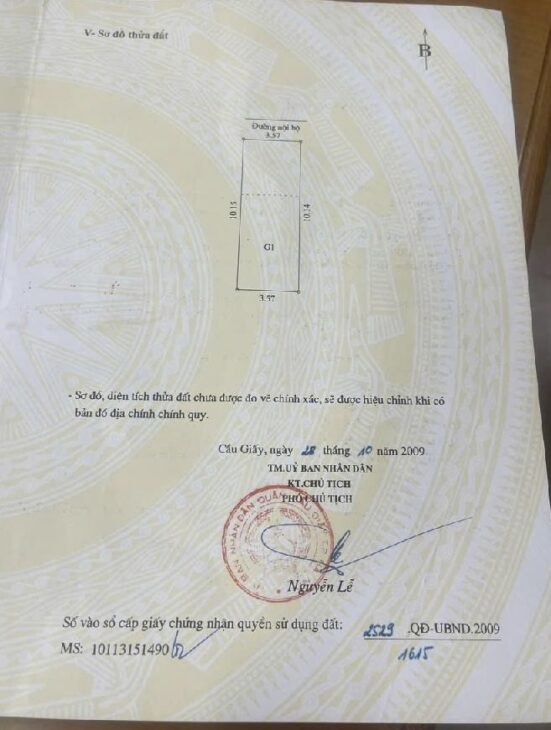 V- Sơ đồ thửa đất
B
Đường nội bộ
3.57
10.15
10.14
G1
3.57
- Sơ đồ, diện tích thửa đất chưa được đo vẽ chính xác, sẽ được hiệu chỉnh khi có
bản đồ địa chính chính quy.
Cầu Giấy, ngày 28 tháng 10 năm 2009
TM.UỶ BAN NHÂN DÂN
KT.CHỦ TỊCH
PHÓ CHỦ TỊCH
Nguyễn Lễ
Số vào sổ cấp giấy chứng nhận quyền sử dụng đất: 2529 .QĐ-UBND.2009
MS: 10113151490
1615